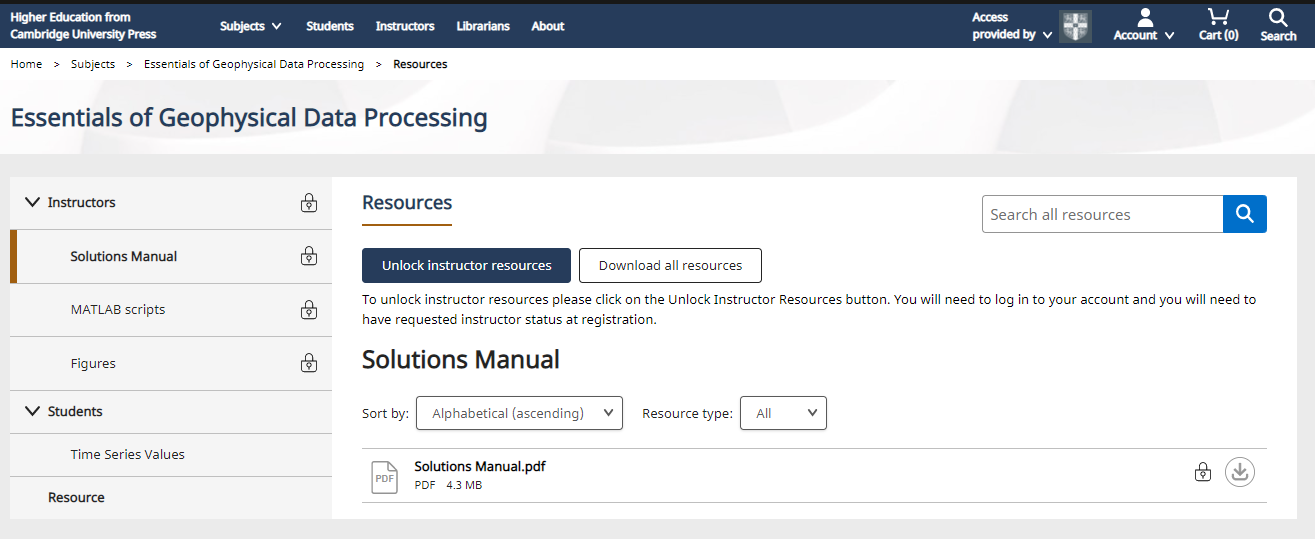 Higher Education from
Cambridge University Press
Subjects
Students
Instructors
Librarians
About
Access
provided by
Account
Cart (0)
Search
Home > Subjects > Essentials of Geophysical Data Processing > Resources
Essentials of Geophysical Data Processing
Instructors
Solutions Manual
MATLAB scripts
Figures
Students
Time Series Values
Resource
Resources
Search all resources
Unlock instructor resources
Download all resources
To unlock instructor resources please click on the Unlock Instructor Resources button. You will need to log in to your account and you will need to
have requested instructor status at registration.
Solutions Manual
Sort by: Alphabetical (ascending) Resource type: All
PDF
Solutions Manual.pdf
PDF 4.3 MB